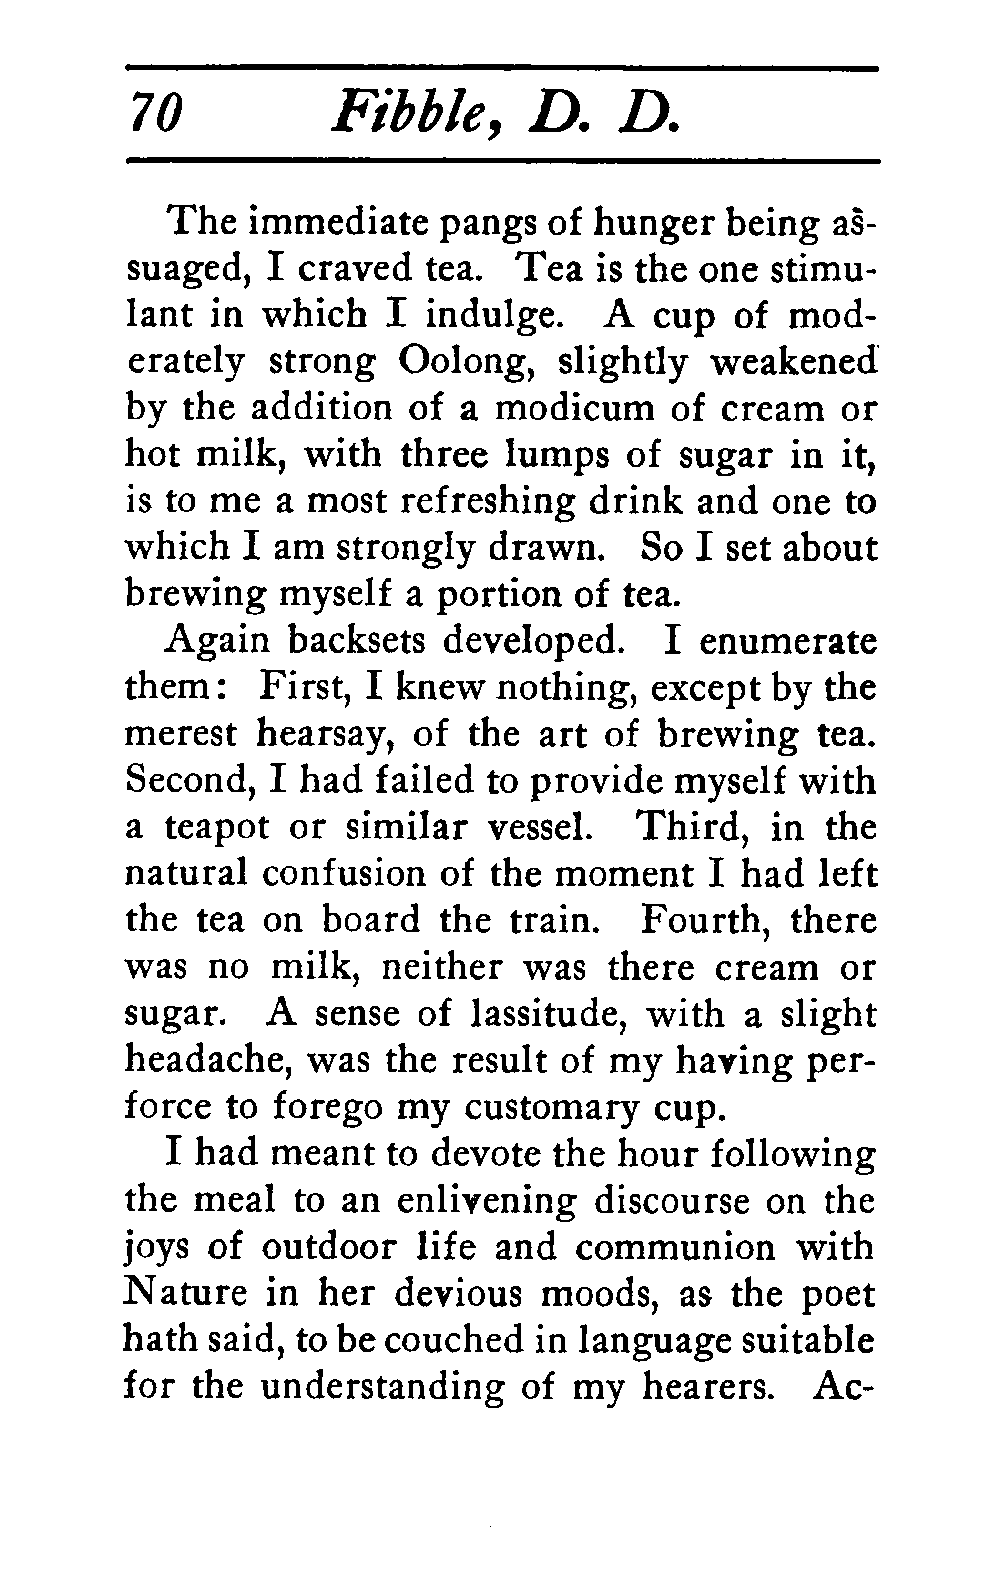 70 Fibble, D. D.
The immediate pangs of hunger being as-
suaged, I craved tea. Tea is the one stimu-
lant in which I indulge. A cup of mod-
erately strong Oolong, slightly weakened
by the addition of a modicum of cream or
hot milk, with three lumps of sugar in it,
is to me a most refreshing drink and one to
which I am strongly drawn. So I set about
brewing myself a portion of tea.
Again backsets developed. I enumerate
them: First, I knew nothing, except by the
merest hearsay, of the art of brewing tea.
Second, I had failed to provide myself with
a teapot or similar vessel. Third, in the
natural confusion of the moment I had left
the tea on board the train. Fourth, there
was no milk, neither was there cream or
sugar. A sense of lassitude, with a slight
headache, was the result of my having per-
force to forego my customary cup.
I had meant to devote the hour following
the meal to an enlivening discourse on the
joys of outdoor life and communion with
Nature in her devious moods, as the poet
hath said, to be couched in language suitable
for the understanding of my hearers. Ac-